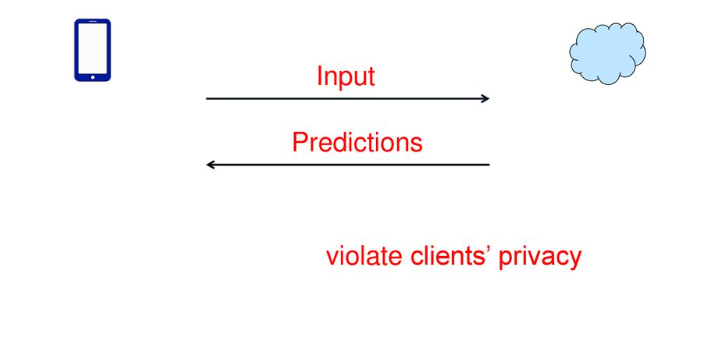 Input
Predictions
violate clients’ privacy